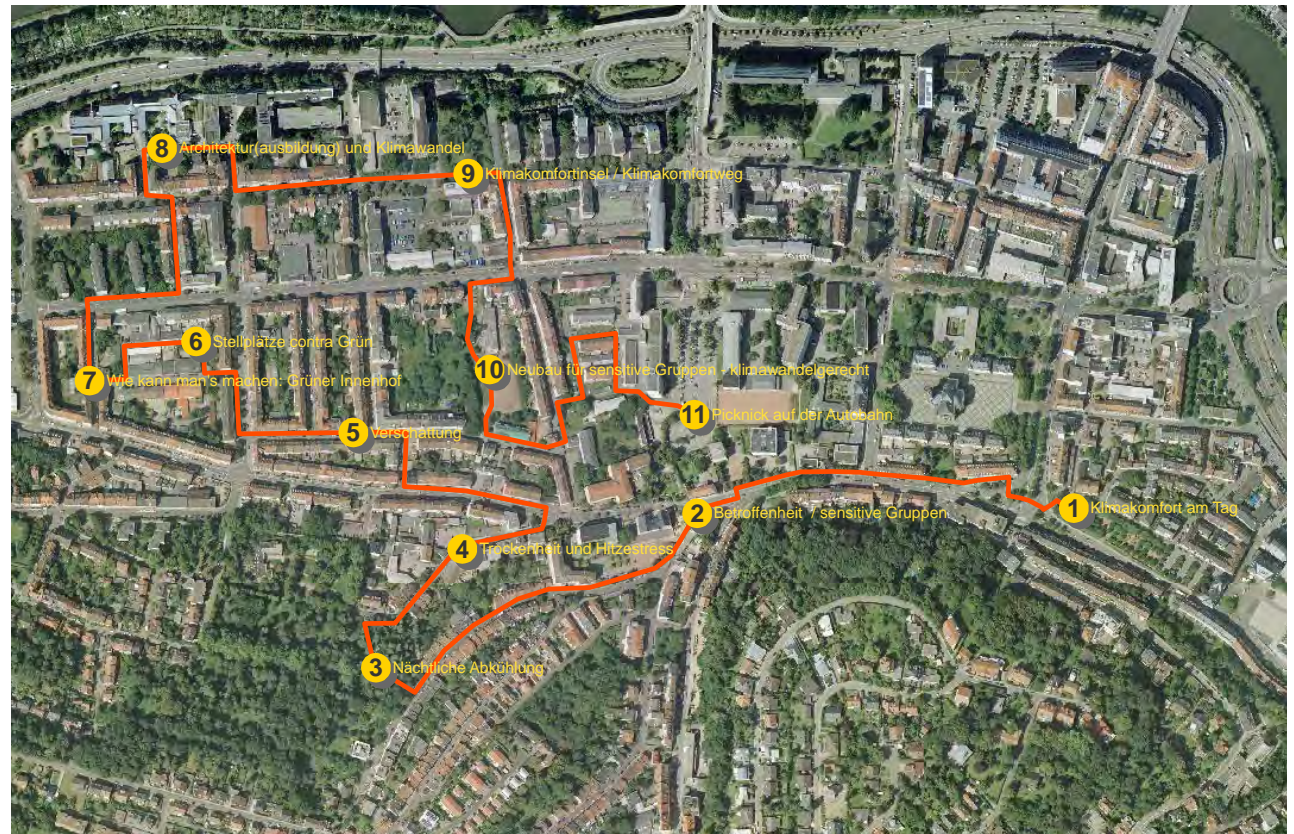 8 Architektur(ausbildung) und Klimawandel
9 Klimakomfortinsel / Klimakomfortweg
6 Stellplätze contra Grün
7 Wie kann man's machen: Grüner Innenhof
10 Neubau für sensitive Gruppen - klimawandelgerecht
11 Picknick auf der Autobahn
5 Verschattung
2 Betroffenheit / sensitive Gruppen
1 Klimakomfort am Tag
4 Trockenheit und Hitzestress
3 Nächtliche Abkühlung